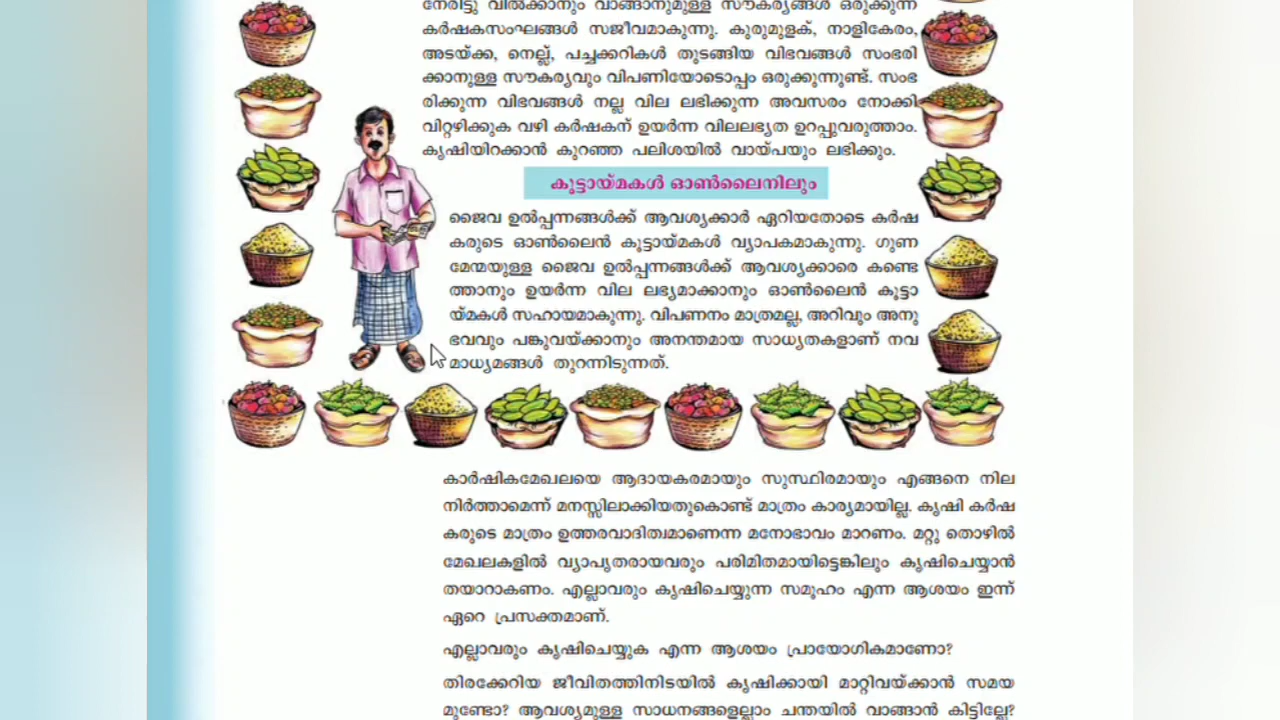 നേരിട്ടു വിൽക്കാനും വാങ്ങാനുമുള്ള സൗകര്യങ്ങൾ ഒരുക്കുന്ന
കർഷകസംഘങ്ങൾ സജീവമാകുന്നു. കുരുമുളക്, നാളികേരം,
അടയ്ക്ക, നെല്ല്, പച്ചക്കറികൾ തുടങ്ങിയ വിഭവങ്ങൾ സംഭരി
ക്കാനുള്ള സൗകര്യവും വിപണിയോടൊപ്പം ഒരുക്കുന്നുണ്ട്. സംഭ
രിക്കുന്ന വിഭവങ്ങൾ നല്ല വില ലഭിക്കുന്ന അവസരം നോക്കി
വിറ്റഴിക്കുക വഴി കർഷകന് ഉയർന്ന വിലലഭ്യത ഉറപ്പുവരുത്താം.
കൃഷിയിറക്കാൻ കുറഞ്ഞ പലിശയിൽ വായ്പയും ലഭിക്കും.
കൂട്ടായ്മകൾ ഓൺലൈനിലും
ജൈവ ഉൽപ്പന്നങ്ങൾക്ക് ആവശ്യക്കാർ ഏറിയതോടെ കർഷ
കരുടെ ഓൺലൈൻ കൂട്ടായ്മകൾ വ്യാപകമാകുന്നു. ഗുണ
മേന്മയുള്ള ജൈവ ഉൽപ്പന്നങ്ങൾക്ക് ആവശ്യക്കാരെ കണ്ടെ
ത്താനും ഉയർന്ന വില ലഭ്യമാക്കാനും ഓൺലൈൻ കൂട്ടാ
യ്മകൾ സഹായമാകുന്നു. വിപണനം മാത്രമല്ല, അറിവും അനു
ഭവവും പങ്കുവയ്ക്കാനും അനന്തമായ സാധ്യതകളാണ് നവ
മാധ്യമങ്ങൾ തുറന്നിടുന്നത്.
കാർഷികമേഖലയെ ആദായകരമായും സുസ്ഥിരമായും എങ്ങനെ നില
നിർത്താമെന്ന് മനസ്സിലാക്കിയതുകൊണ്ട് മാത്രം കാര്യമായില്ല. കൃഷി കർഷ
കരുടെ മാത്രം ഉത്തരവാദിത്വമാണെന്ന മനോഭാവം മാറണം. മറ്റു തൊഴിൽ
മേഖലകളിൽ വ്യാപൃതരായവരും പരിമിതമായിട്ടെങ്കിലും കൃഷിചെയ്യാൻ
തയാറാകണം. എല്ലാവരും കൃഷിചെയ്യുന്ന സമൂഹം എന്ന ആശയം ഇന്ന്
ഏറെ പ്രസക്തമാണ്.
എല്ലാവരും കൃഷിചെയ്യുക എന്ന ആശയം പ്രായോഗികമാണോ?
തിരക്കേറിയ ജീവിതത്തിനിടയിൽ കൃഷിക്കായി മാറ്റിവയ്ക്കാൻ സമയ
മുണ്ടോ? ആവശ്യമുള്ള സാധനങ്ങളെല്ലാം ചന്തയിൽ വാങ്ങാൻ കിട്ടില്ലേ?